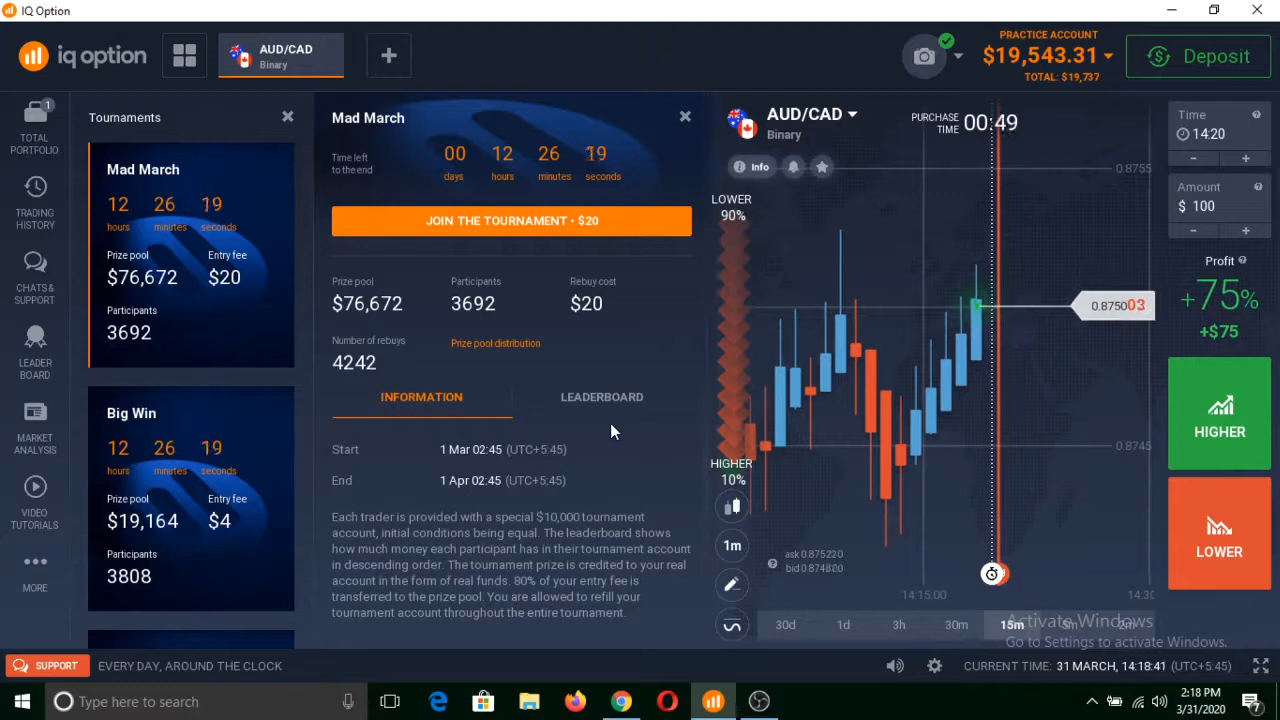 IQ Option
iq option
AUD/CAD
Binary
PRACTICE ACCOUNT
$19,543.31
TOTAL: $19,737
Deposit
1
TOTAL
PORTFOLIO
TRADING
HISTORY
CHATS &
SUPPORT
LEADER
BOARD
MARKET
ANALYSIS
VIDEO
TUTORIALS
MORE
Tournaments
Mad March
12 26 19
hours minutes seconds
Prize pool Entry fee
$76,672 $20
Participants
3692
Big Win
12 26 19
hours minutes seconds
Prize pool Entry fee
$19,164 $4
Participants
3808
Mad March
Time left
to the end
00 12 26 19
days hours minutes seconds
JOIN THE TOURNAMENT • $20
Prize pool Participants Rebuy cost
$76,672 3692 $20
Number of rebuys Prize pool distribution
4242
INFORMATION LEADERBOARD
Start 1 Mar 02:45 (UTC+5:45)
End 1 Apr 02:45 (UTC+5:45)
Each trader is provided with a special $10,000 tournament
account, initial conditions being equal. The leaderboard shows
how much money each participant has in their tournament account
in descending order. The tournament prize is credited to your real
account in the form of real funds. 80% of your entry fee is
transferred to the prize pool. You are allowed to refill your
tournament account throughout the entire tournament.
AUD/CAD
Binary
Info
PURCHASE
TIME 00:49
LOWER
90%
HIGHER
10%
1m
0.8755
0.875003
0.8745
ask 0.875220
14:15:00 14:30
30d 1d 3h 30m 15m 5m 2m
Time
14:20
Amount
$ 100
Profit
+75%
+$75
HIGHER
LOWER
Activate Windows
Go to Settings to activate Windows.
SUPPORT EVERY DAY, AROUND THE CLOCK
CURRENT TIME: 31 MARCH, 14:18:41 (UTC+5:45)
Type here to search
2:18 PM
3/31/2020
7